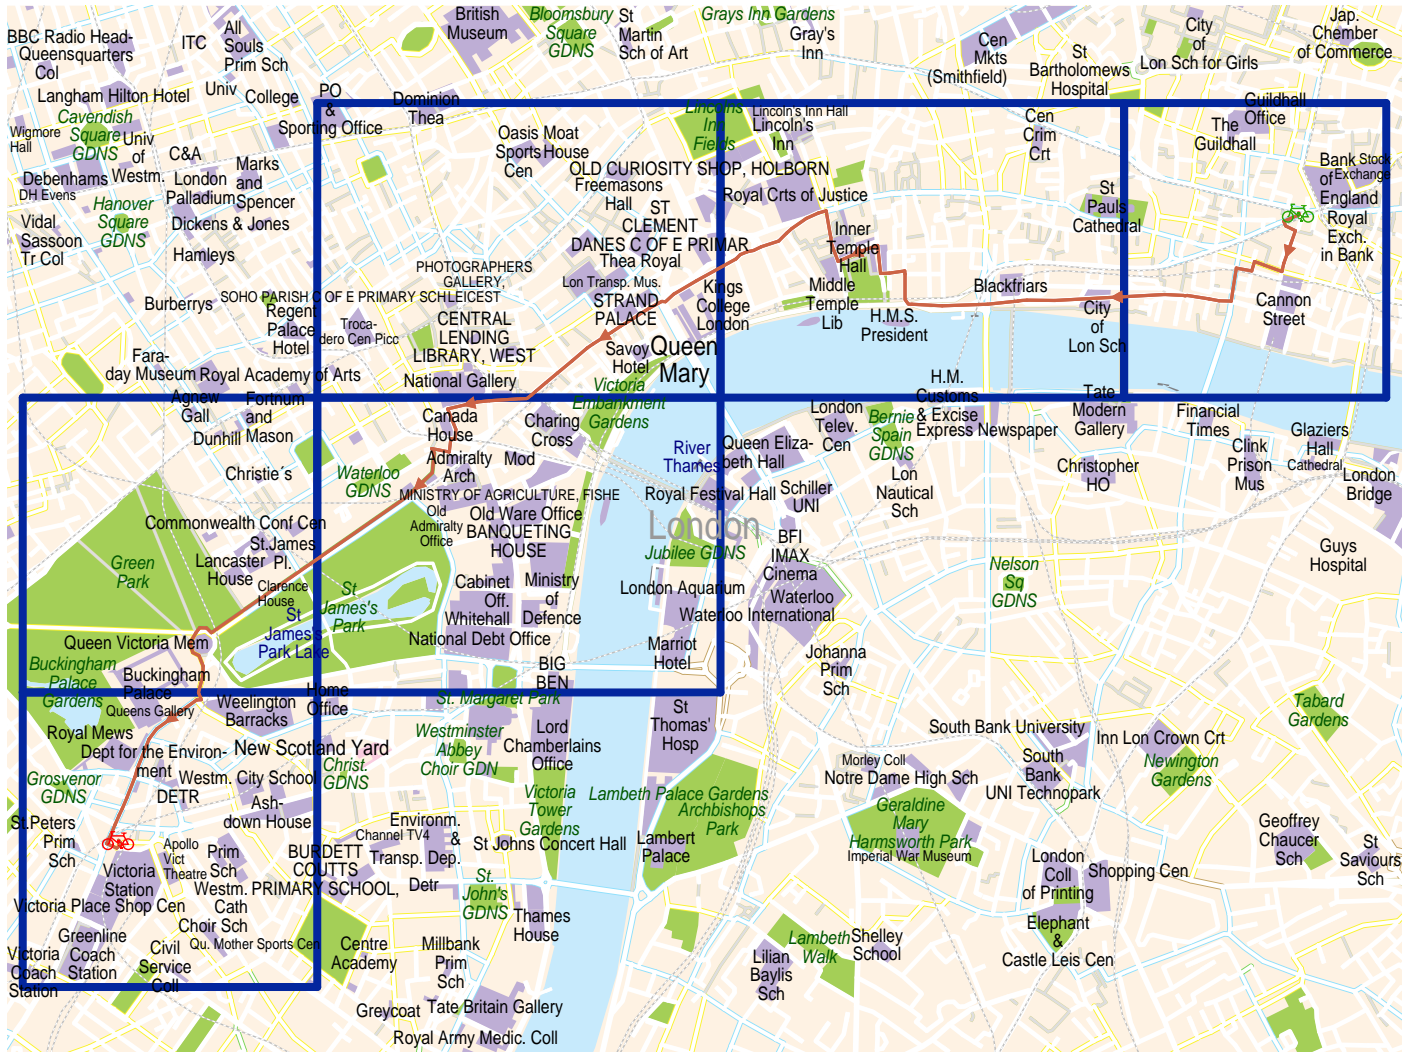 British
Museum
Bloomsbury
Square
GDNS
St
Martin
Sch of Art
Grays Inn Gardens
Gray's
Inn
Cen
Mkts
(Smithfield)
St
Bartholomews
Hospital
City
of
Lon Sch for Girls
Jap.
Chamber
of Commerce
BBC Radio Head-
Queensquarters
Col
ITC
All
Souls
Prim Sch
Langham Hilton Hotel
Univ
College
PO
&
Sporting Office
Dominion
Thea
Cavendish
Square
GDNS
Wigmore
Hall
Univ
of
Westm.
C&A
Marks
and
Spencer
Debenhams
DH Evens
London
Palladium
Hanover
Square
GDNS
Dickens & Jones
Vidal
Sassoon
Tr Col
Hamleys
Oasis Moat
Sports House
Cen
Lincolns
Inn
Fields
Lincoln's Inn Hall
Lincoln's
Inn
OLD CURIOSITY SHOP, HOLBORN
Freemasons
Hall
Royal Crts of Justice
ST
CLEMENT
DANES C OF E PRIMAR
Thea Royal
Cen
Crim
Crt
St
Pauls
Cathedral
Guildhall
Office
The
Guildhall
Bank
of
England
Stock
Exchange
Royal
Exch.
in Bank
Inner
Temple
Hall
Middle
Temple
Lib
PHOTOGRAPHERS
GALLERY,
Lon Transp. Mus.
STRAND
PALACE
Kings
College
London
Burberrys
SOHO PARISH C OF E PRIMARY SCHLEICEST
Regent
Palace
Hotel
Troca-
dero Cen Picc
CENTRAL
LENDING
LIBRARY, WEST
Blackfriars
H.M.S.
President
City
of
Lon Sch
Cannon
Street
Savoy
Hotel
Queen
Mary
Fara-
day Museum
Royal Academy of Arts
National Gallery
Victoria
Embankment
Gardens
Agnew
Gall
Fortnum
and
Mason
Dunhill
Canada
House
Charing
Cross
Christie´s
Waterloo
GDNS
Admiralty
Arch
Mod
River
Thames
Queen Eliza-
beth Hall
London
Telev.
Cen
Bernie
Spain
GDNS
H.M.
Customs
& Excise
Express Newspaper
Tate
Modern
Gallery
Financial
Times
Clink
Prison
Mus
Glaziers
Hall
Cathedral
London
Bridge
Lon
Nautical
Sch
Christopher
HO
MINISTRY OF AGRICULTURE, FISHE
Old
Admiralty
Office
Old Ware Office
BANQUETING
HOUSE
Royal Festival Hall
Schiller
UNI
London
Jubilee GDNS
BFI
IMAX
Cinema
Commonwealth Conf Cen
St.James
Pl.
Lancaster
House
Clarence
House
Green
Park
St
James's
Park
St
James's
Park Lake
Cabinet
Off.
Whitehall
Ministry
of
Defence
National Debt Office
London Aquarium
Waterloo
Waterloo International
Nelson
Sq
GDNS
Guys
Hospital
Queen Victoria Mem
Buckingham
Palace
Gardens
Buckingham
Palace
Queens Gallery
Weelington
Barracks
Home
Office
Marriot
Hotel
BIG
BEN
St. Margaret Park
Johanna
Prim
Sch
Royal Mews
Dept for the Environ-
ment
New Scotland Yard
Christ.
GDNS
Westminster
Abbey
Choir GDN
Lord
Chamberlains
Office
St
Thomas'
Hosp
South Bank University
Inn Lon Crown Crt
Tabard
Gardens
Grosvenor
GDNS
Westm. City School
DETR
Ash-
down House
Victoria
Tower
Gardens
Lambeth Palace Gardens
Archbishops
Park
Morley Coll
Notre Dame High Sch
South
Bank
UNI Technopark
Newington
Gardens
Geraldine
Mary
Harmsworth Park
Imperial War Museum
St.Peters
Prim
Sch
Apollo
Vict
Theatre
Prim
Sch
BURDETT
COUTTS
PRIMARY SCHOOL,
Environm.
&
Transp. Dep.
Channel TV4
St Johns Concert Hall
Lambert
Palace
Geoffrey
Chaucer
Sch
St
Saviours
Sch
Victoria
Station
Victoria Place Shop Cen
Westm.
Cath
Choir Sch
Detr
St.
John's
GDNS
London
Coll
of Printing
Shopping Cen
Thames
House
Greenline
Coach
Station
Qu. Mother Sports Cen
Civil
Service
Coll
Victoria
Coach
Station
Centre
Academy
Millbank
Prim
Sch
Lilian
Baylis
Sch
Lambeth
Walk
Shelley
School
Elephant
&
Castle Leis Cen
Greycoat
Tate Britain Gallery
Royal Army Medic. Coll